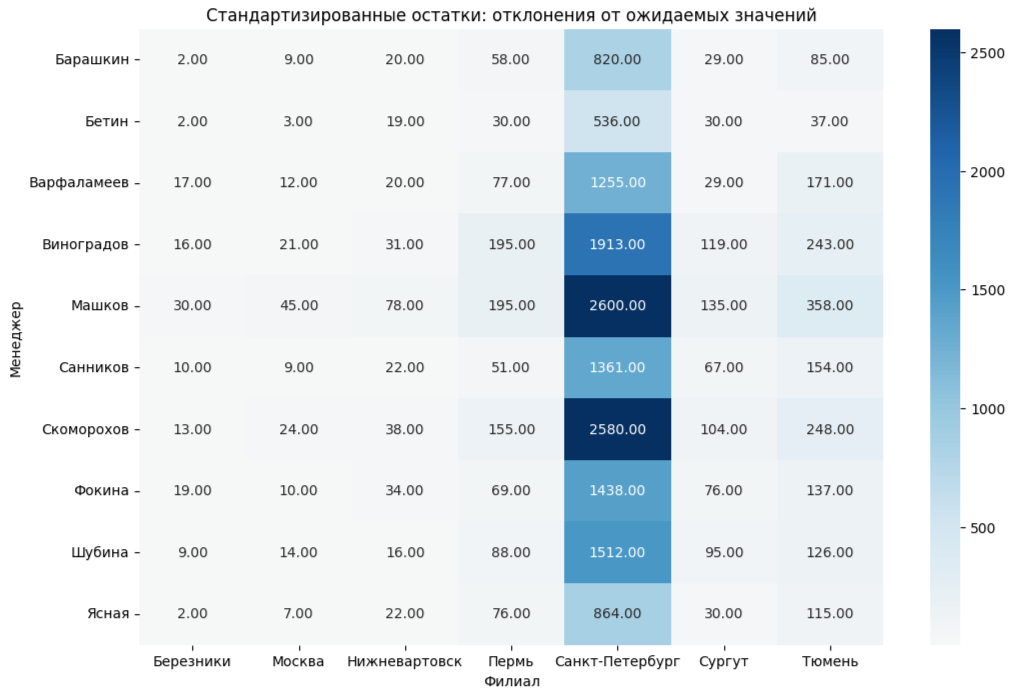 Стандартизированные остатки: отклонения от ожидаемых значений
Барашкин 2.00 9.00 20.00 58.00 820.00 29.00 85.00
Бетин 2.00 3.00 19.00 30.00 536.00 30.00 37.00
Варфаламеев 17.00 12.00 20.00 77.00 1255.00 29.00 171.00
Виноградов 16.00 21.00 31.00 195.00 1913.00 119.00 243.00
Машков 30.00 45.00 78.00 195.00 2600.00 135.00 358.00
Санников 10.00 9.00 22.00 51.00 1361.00 67.00 154.00
Скоморохов 13.00 24.00 38.00 155.00 2580.00 104.00 248.00
Фокина 19.00 10.00 34.00 69.00 1438.00 76.00 137.00
Шубина 9.00 14.00 16.00 88.00 1512.00 95.00 126.00
Ясная 2.00 7.00 22.00 76.00 864.00 30.00 115.00
Березники Москва Нижневартовск Пермь Санкт-Петербург Сургут Тюмень
Филиал
Менеджер
2500
2000
1500
1000
500